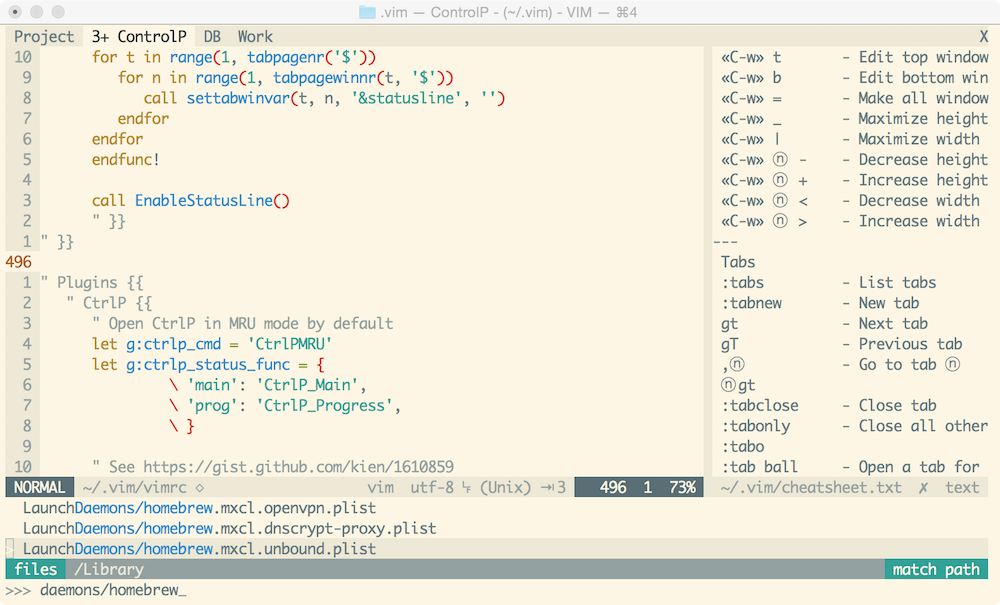 .vim — ControlP - (~/.vim) - VIM — ⌘4
Project 3+ ControlP DB Work X
10 for t in range(1, tabpagenr('$'))
9 for n in range(1, tabpagewinnr(t, '$'))
8 call settabwinvar(t, n, '&statusline', '')
7 endfor
6 endfor
5 endfunc!
4
3 call EnableStatusLine()
2 " }}
1 " }}
496
1 " Plugins {{
2 " CtrlP {{
3 " Open CtrlP in MRU mode by default
4 let g:ctrlp_cmd = 'CtrlPMRU'
5 let g:ctrlp_status_func = {
6 \ 'main': 'CtrlP_Main',
7 \ 'prog': 'CtrlP_Progress',
8 \ }
9
10 " See https://gist.github.com/kien/1610859
NORMAL ~/.vim/vimrc ◇ vim utf-8 ␊ (Unix) ⇥3 496 1 73%
«C-w» t - Edit top window
«C-w» b - Edit bottom win
«C-w» = - Make all window
«C-w» _ - Maximize height
«C-w» | - Maximize width
«C-w» ⓝ - - Decrease height
«C-w» ⓝ + - Increase height
«C-w» ⓝ < - Decrease width
«C-w» ⓝ > - Increase width
---
Tabs
:tabs - List tabs
:tabnew - New tab
gt - Next tab
gT - Previous tab
,ⓝ - Go to tab ⓝ
ⓝgt
:tabclose - Close tab
:tabonly - Close all other
:tabo
:tab ball - Open a tab for
~/.vim/cheatsheet.txt ✗ text
LaunchDaemons/homebrew.mxcl.openvpn.plist
LaunchDaemons/homebrew.mxcl.dnscrypt-proxy.plist
> LaunchDaemons/homebrew.mxcl.unbound.plist
files /Library match path
>>> daemons/homebrew_